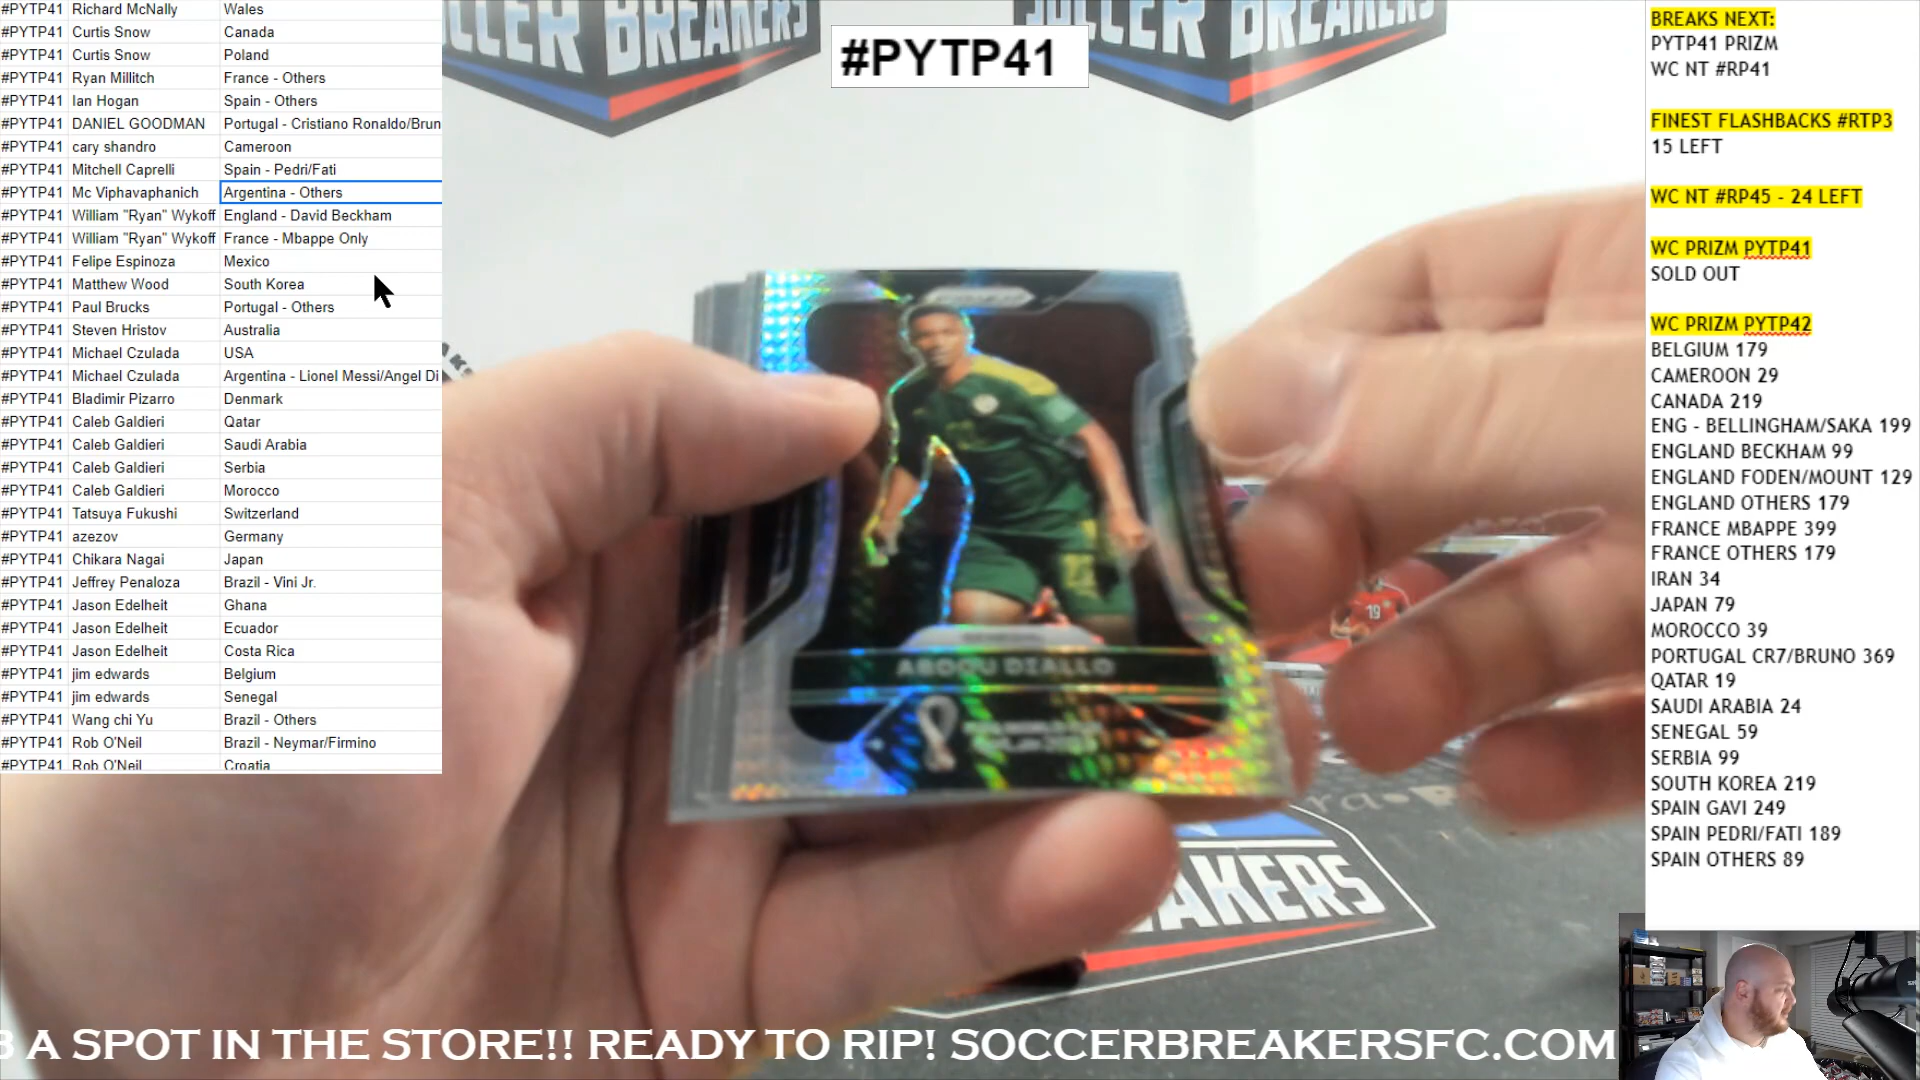 #PYTP41 Richard McNally Wales
#PYTP41 Curtis Snow Canada
#PYTP41 Curtis Snow Poland
#PYTP41 Ryan Millitch France - Others
#PYTP41 Ian Hogan Spain - Others
#PYTP41 DANIEL GOODMAN Portugal - Cristiano Ronaldo/Brun
#PYTP41 cary shandro Cameroon
#PYTP41 Mitchell Caprelli Spain - Pedri/Fati
#PYTP41 Mc Viphavaphanich Argentina - Others
#PYTP41 William "Ryan" Wykoff England - David Beckham
#PYTP41 William "Ryan" Wykoff France - Mbappe Only
#PYTP41 Felipe Espinoza Mexico
#PYTP41 Matthew Wood South Korea
#PYTP41 Paul Brucks Portugal - Others
#PYTP41 Steven Hristov Australia
#PYTP41 Michael Czulada USA
#PYTP41 Michael Czulada Argentina - Lionel Messi/Angel Di
#PYTP41 Bladimir Pizarro Denmark
#PYTP41 Caleb Galdieri Qatar
#PYTP41 Caleb Galdieri Saudi Arabia
#PYTP41 Caleb Galdieri Serbia
#PYTP41 Caleb Galdieri Morocco
#PYTP41 Tatsuya Fukushi Switzerland
#PYTP41 azezov Germany
#PYTP41 Chikara Nagai Japan
#PYTP41 Jeffrey Penaloza Brazil - Vini Jr.
#PYTP41 Jason Edelheit Ghana
#PYTP41 Jason Edelheit Ecuador
#PYTP41 Jason Edelheit Costa Rica
#PYTP41 jim edwards Belgium
#PYTP41 jim edwards Senegal
#PYTP41 Wang chi Yu Brazil - Others
#PYTP41 Rob O'Neil Brazil - Neymar/Firmino
#PYTP41 Rob O'Neil Croatia
BREAKERS
SOCCER BREAKERS
#PYTP41
ABDOU DIALLO
19
AKERS
BREAKS NEXT:
PYTP41 PRIZM
WC NT #RP41
FINEST FLASHBACKS #RTP3
15 LEFT
WC NT #RP45 - 24 LEFT
WC PRIZM PYTP41
SOLD OUT
WC PRIZM PYTP42
BELGIUM 179
CAMEROON 29
CANADA 219
ENG - BELLINGHAM/SAKA 199
ENGLAND BECKHAM 99
ENGLAND FODEN/MOUNT 129
ENGLAND OTHERS 179
FRANCE MBAPPE 399
FRANCE OTHERS 179
IRAN 34
JAPAN 79
MOROCCO 39
PORTUGAL CR7/BRUNO 369
QATAR 19
SAUDI ARABIA 24
SENEGAL 59
SERBIA 99
SOUTH KOREA 219
SPAIN GAVI 249
SPAIN PEDRI/FATI 189
SPAIN OTHERS 89
A SPOT IN THE STORE!! READY TO RIP! SOCCERBREAKERSFC.COM